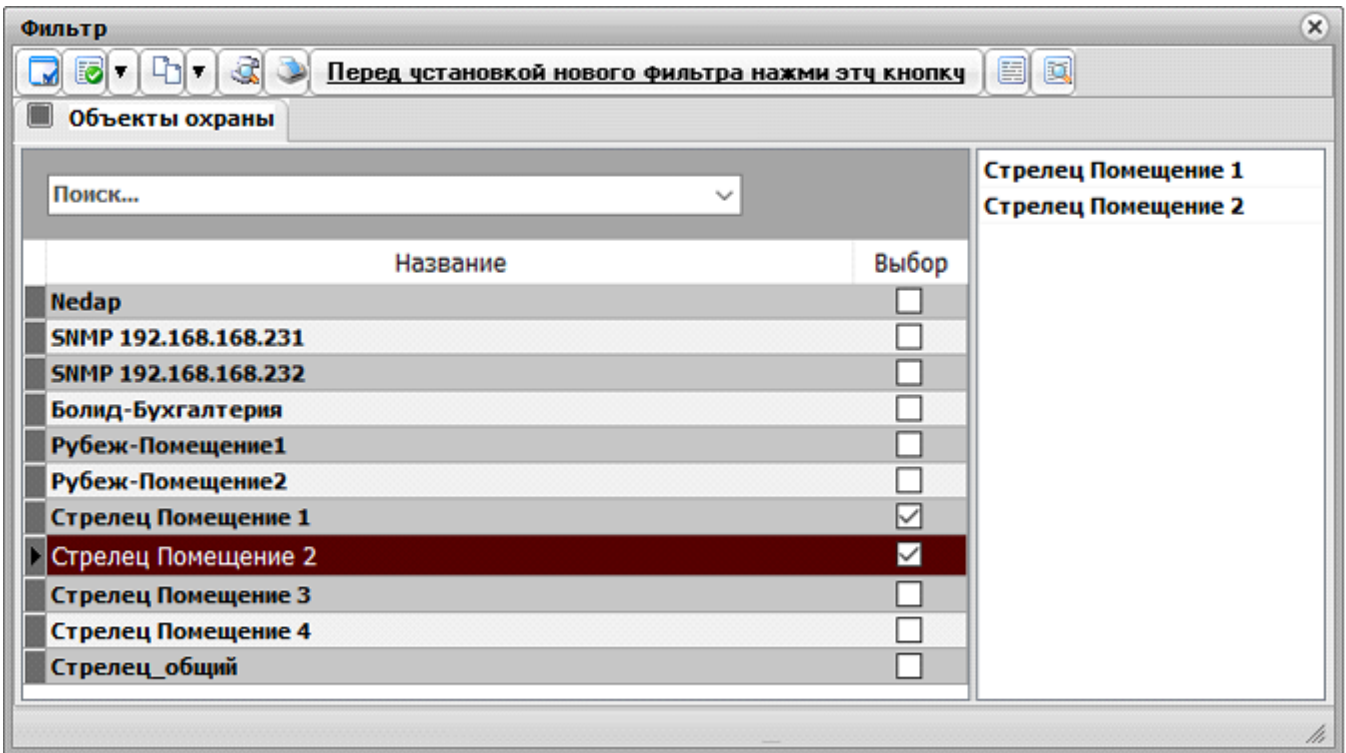 Фильтр
Перед установкой нового фильтра нажми эту кнопку
Объекты охраны
Поиск...
Название Выбор
Nedap
SNMP 192.168.168.231
SNMP 192.168.168.232
Болид-Бухгалтерия
Рубеж-Помещение1
Рубеж-Помещение2
Стрелец Помещение 1
Стрелец Помещение 2
Стрелец Помещение 3
Стрелец Помещение 4
Стрелец_общий
Стрелец Помещение 1
Стрелец Помещение 2